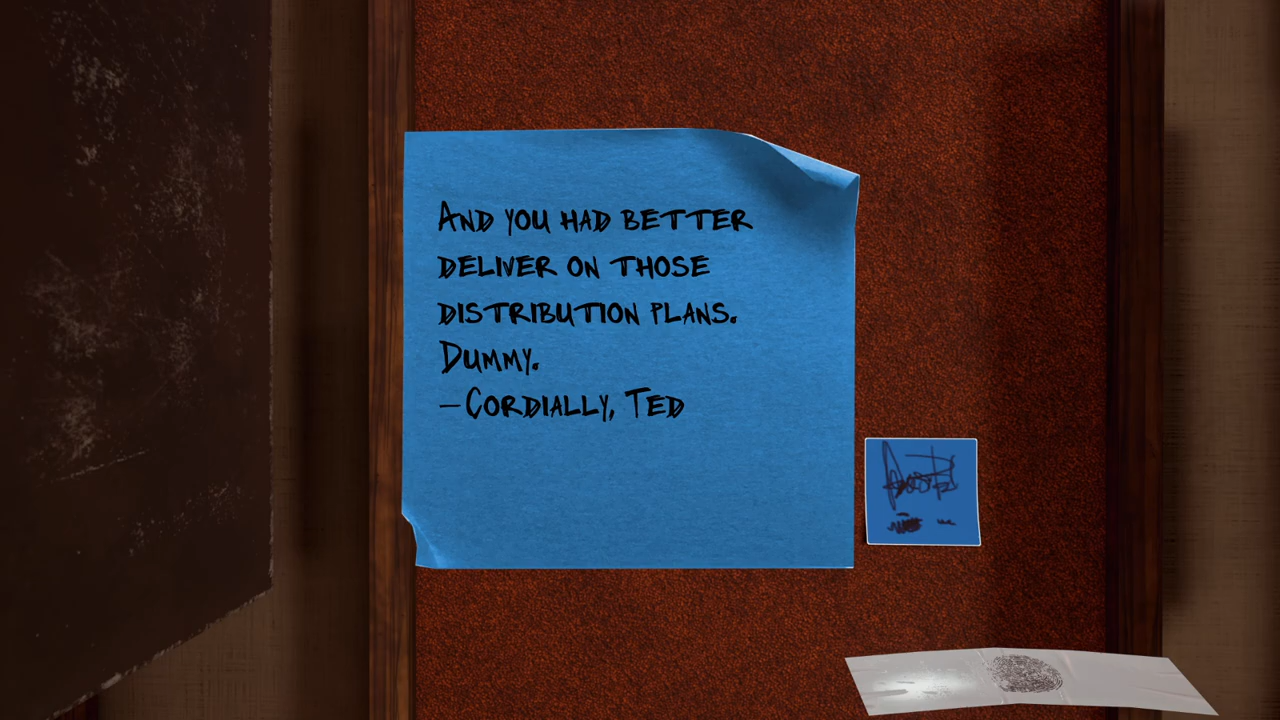 And you had better
deliver on those
distribution plans.
Dummy.
—Cordially, Ted